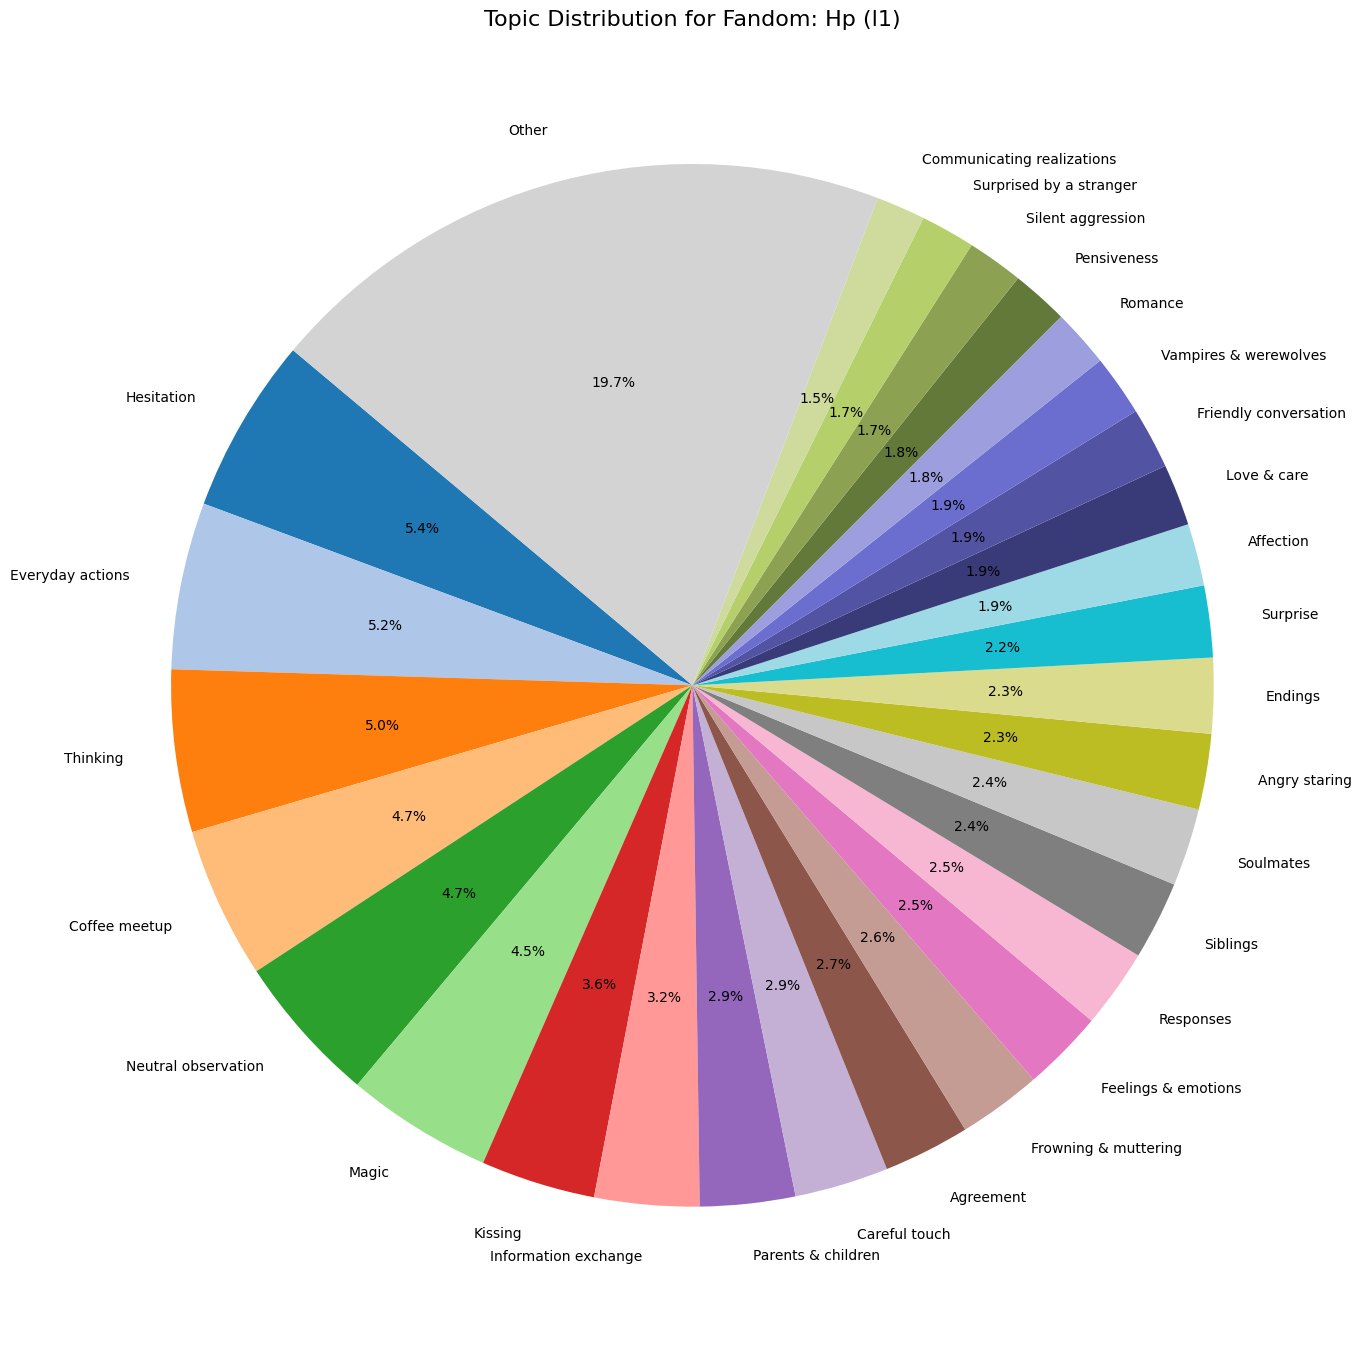 Topic Distribution for Fandom: Hp (l1)
Other
19.7%
Hesitation
5.4%
Everyday actions
5.2%
Thinking
5.0%
Coffee meetup
4.7%
Neutral observation
4.7%
Magic
4.5%
Kissing
3.6%
Information exchange
3.2%
Parents & children
2.9%
Careful touch
2.9%
Agreement
2.7%
Frowning & muttering
2.6%
Feelings & emotions
2.5%
Responses
2.5%
Siblings
2.4%
Soulmates
2.4%
Angry staring
2.3%
Endings
2.3%
Surprise
2.2%
Affection
1.9%
Love & care
1.9%
Friendly conversation
1.9%
Vampires & werewolves
1.9%
Romance
1.8%
Pensiveness
1.8%
Silent aggression
1.7%
Surprised by a stranger
1.7%
Communicating realizations
1.5%